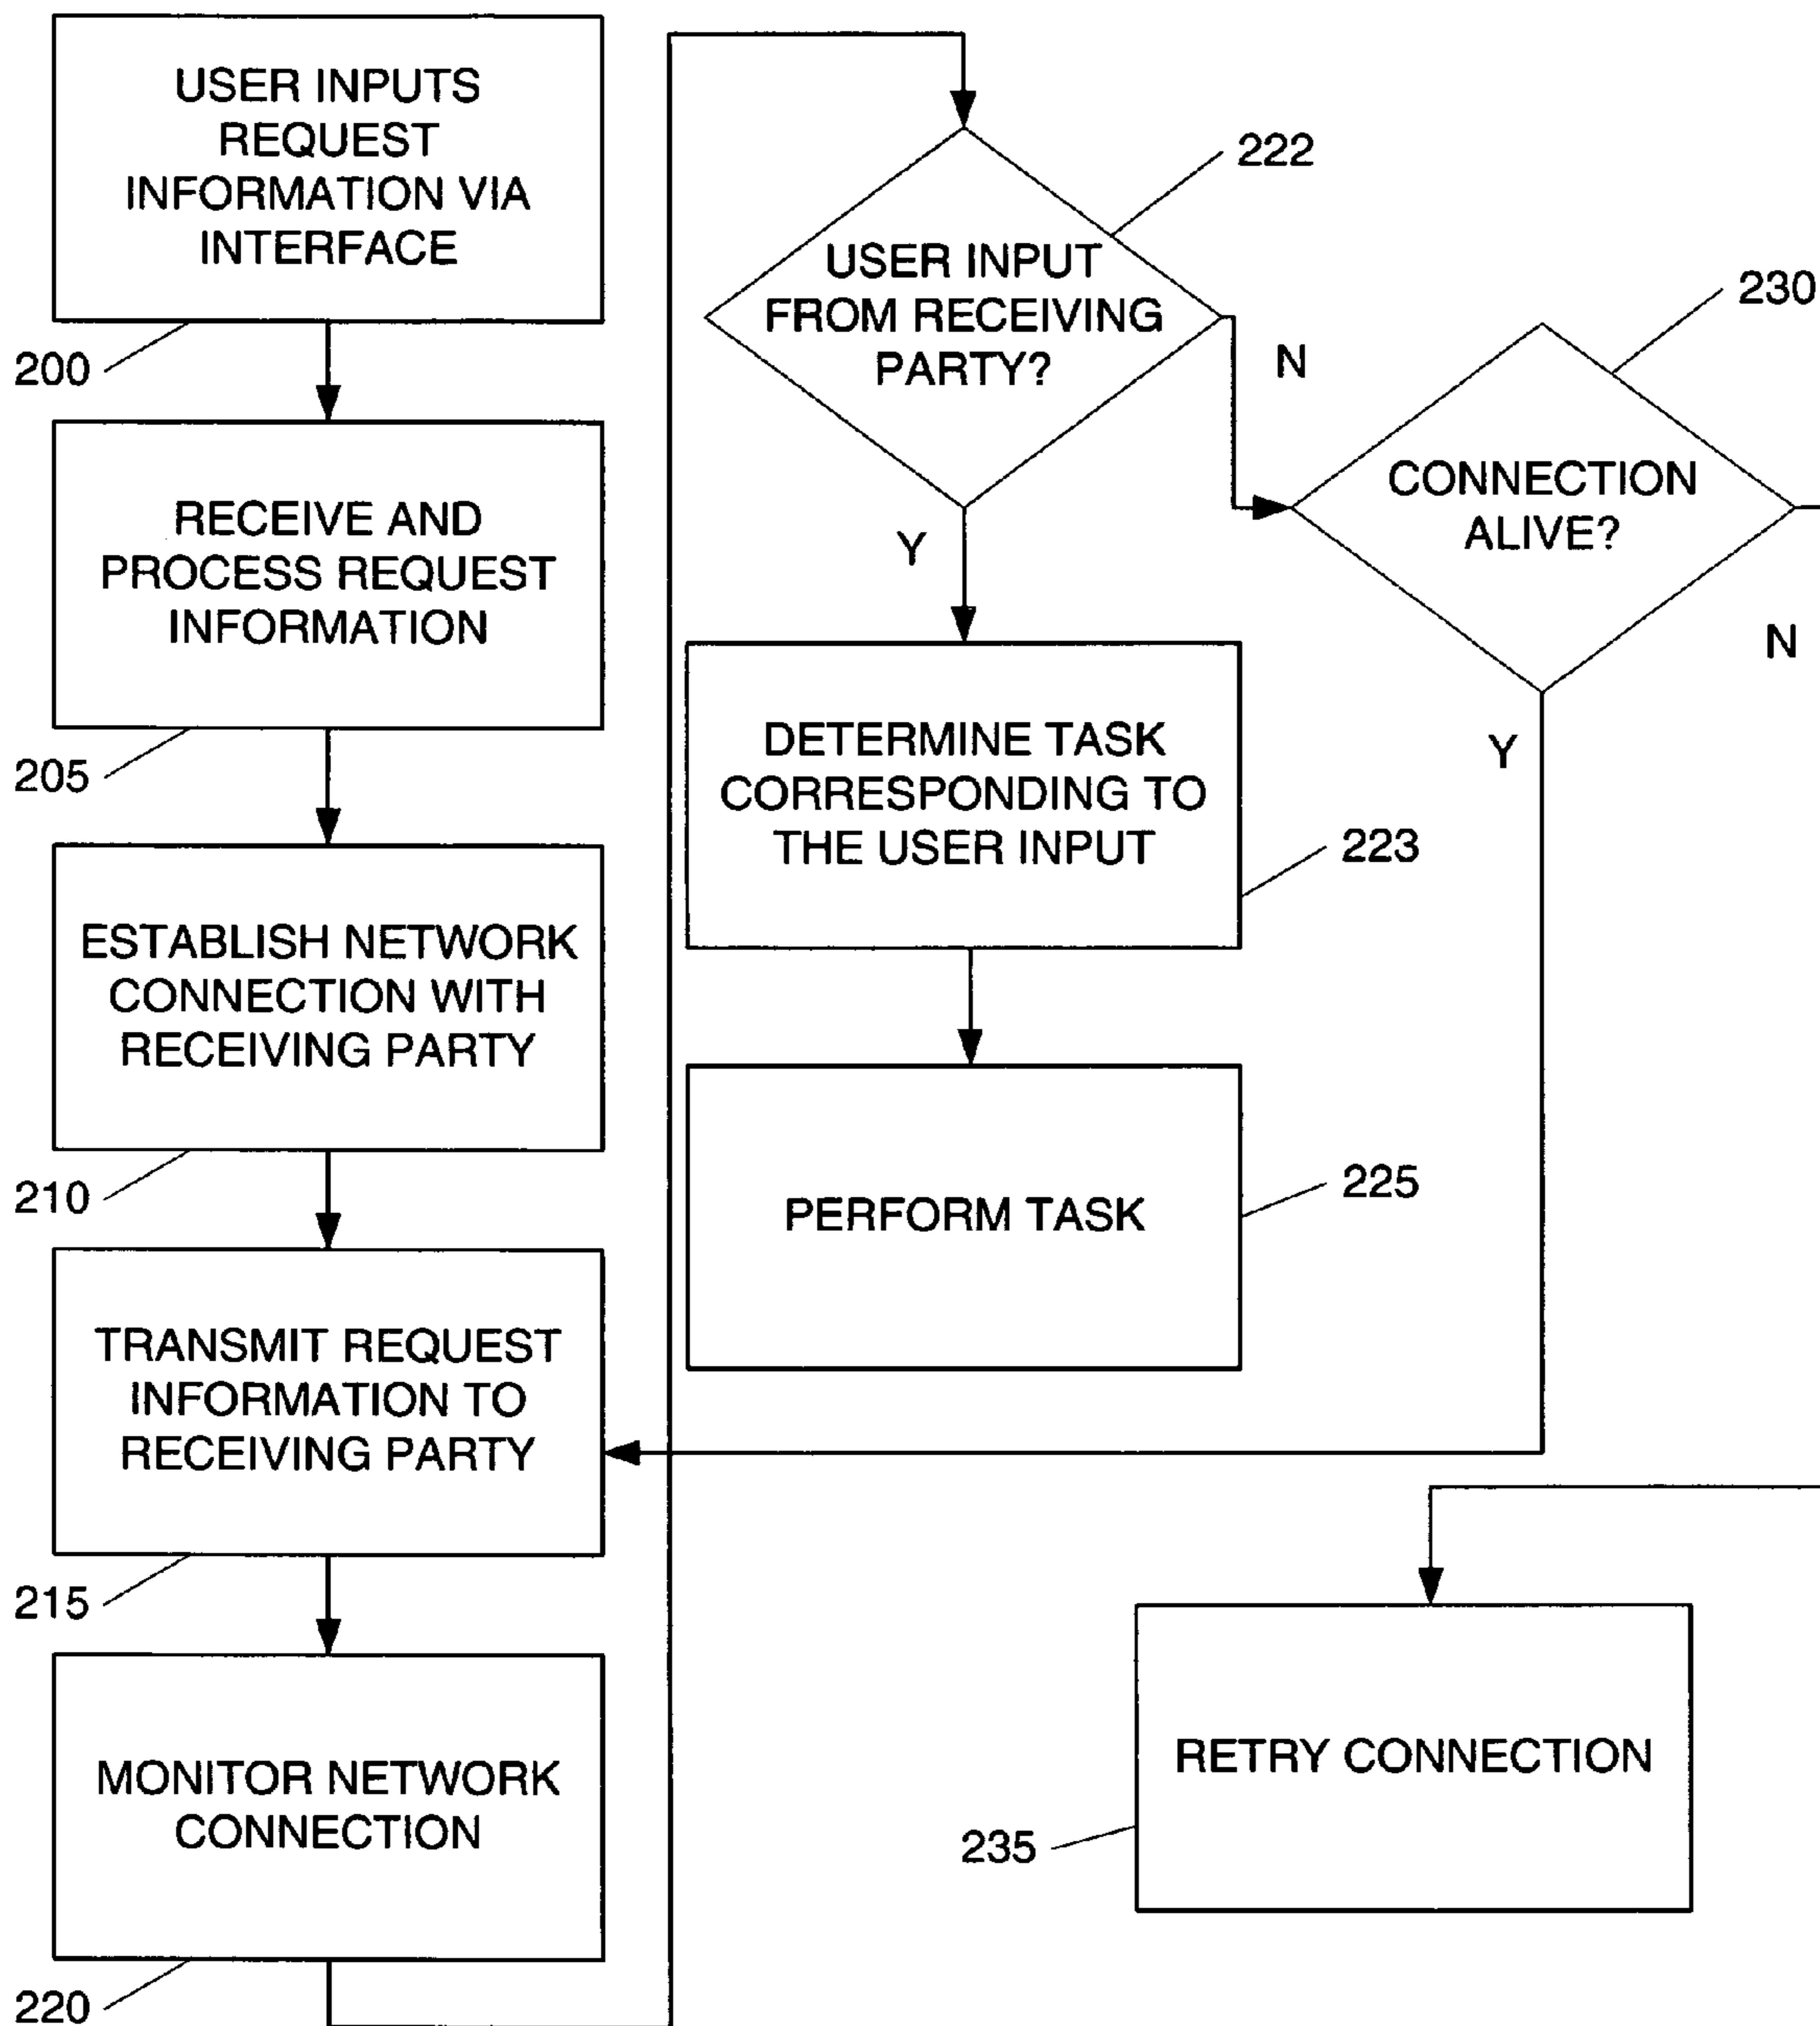 USER INPUTS
REQUEST
INFORMATION VIA
INTERFACE
200
RECEIVE AND
PROCESS REQUEST
INFORMATION
205
ESTABLISH NETWORK
CONNECTION WITH
RECEIVING PARTY
210
TRANSMIT REQUEST
INFORMATION TO
RECEIVING PARTY
215
MONITOR NETWORK
CONNECTION
220
222
USER INPUT
FROM RECEIVING
PARTY?
N
Y
DETERMINE TASK
CORRESPONDING TO
THE USER INPUT
223
PERFORM TASK
225
230
CONNECTION
ALIVE?
N
Y
RETRY CONNECTION
235